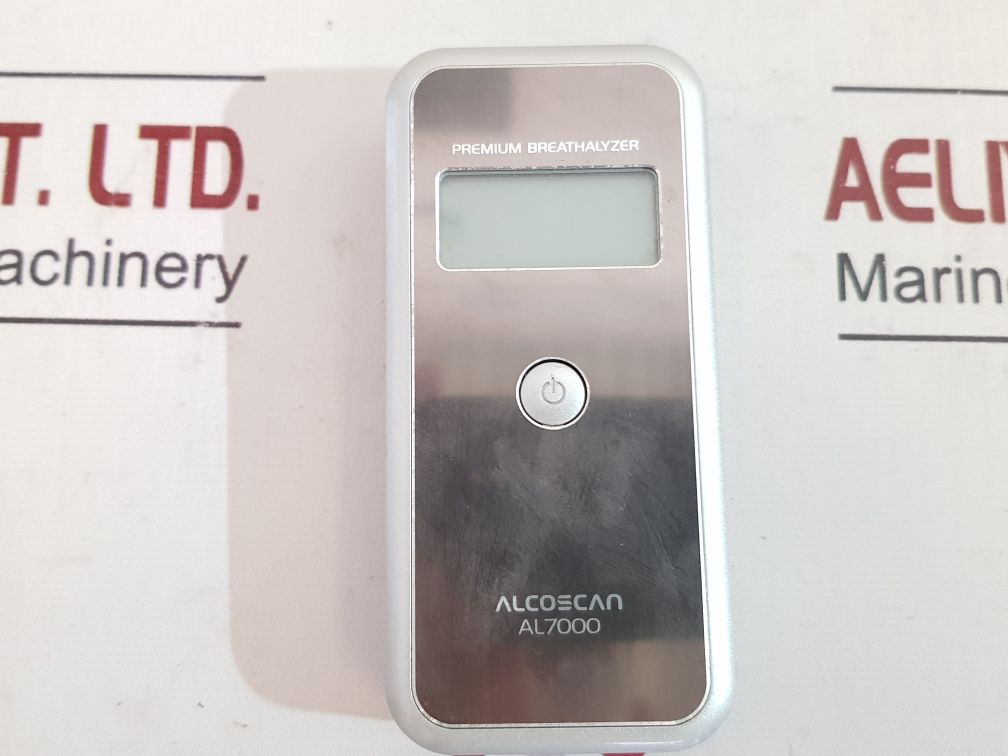 T. LTD.
achinery
AELI
Marin
PREMIUM BREATHALYZER
ALCOSCAN
AL7000